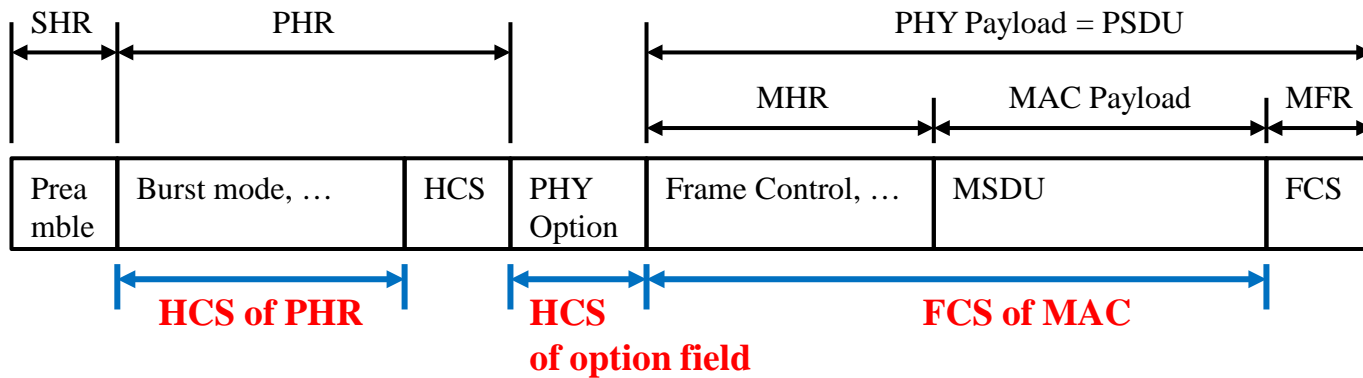 SHR
PHR
PHY Payload = PSDU
MHR
MAC Payload
MFR
Prea
mble
Burst mode, …
HCS
PHY
Option
Frame Control, …
MSDU
FCS
HCS of PHR
HCS
of option field
FCS of MAC